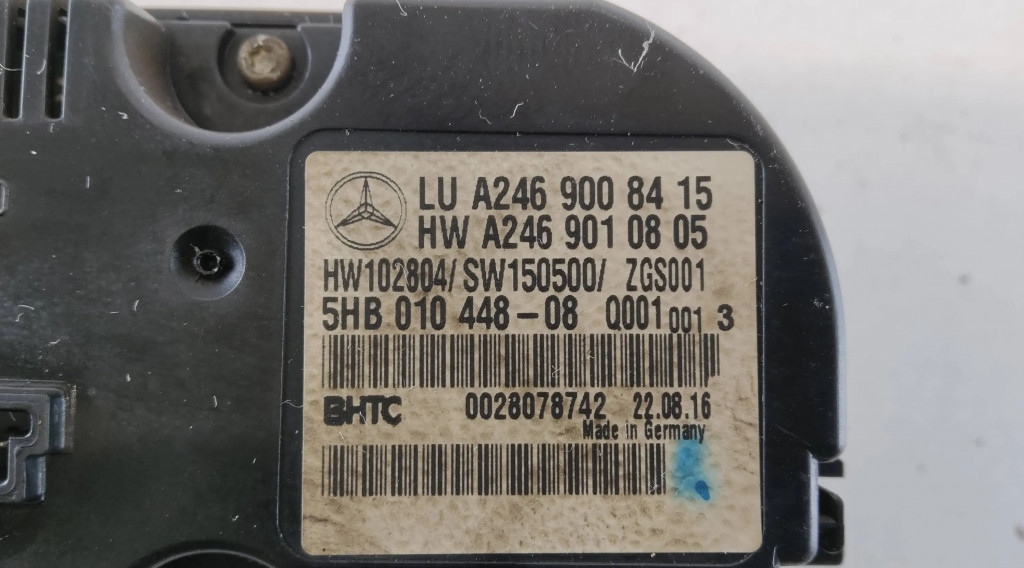 LU A246 900 84 15
HW A246 901 08 05
HW102804/ SW150500/ ZGS001
5HB 010 448-08 Q001 001 3
BHTC 0028078742 22.08.16
Made in Germany